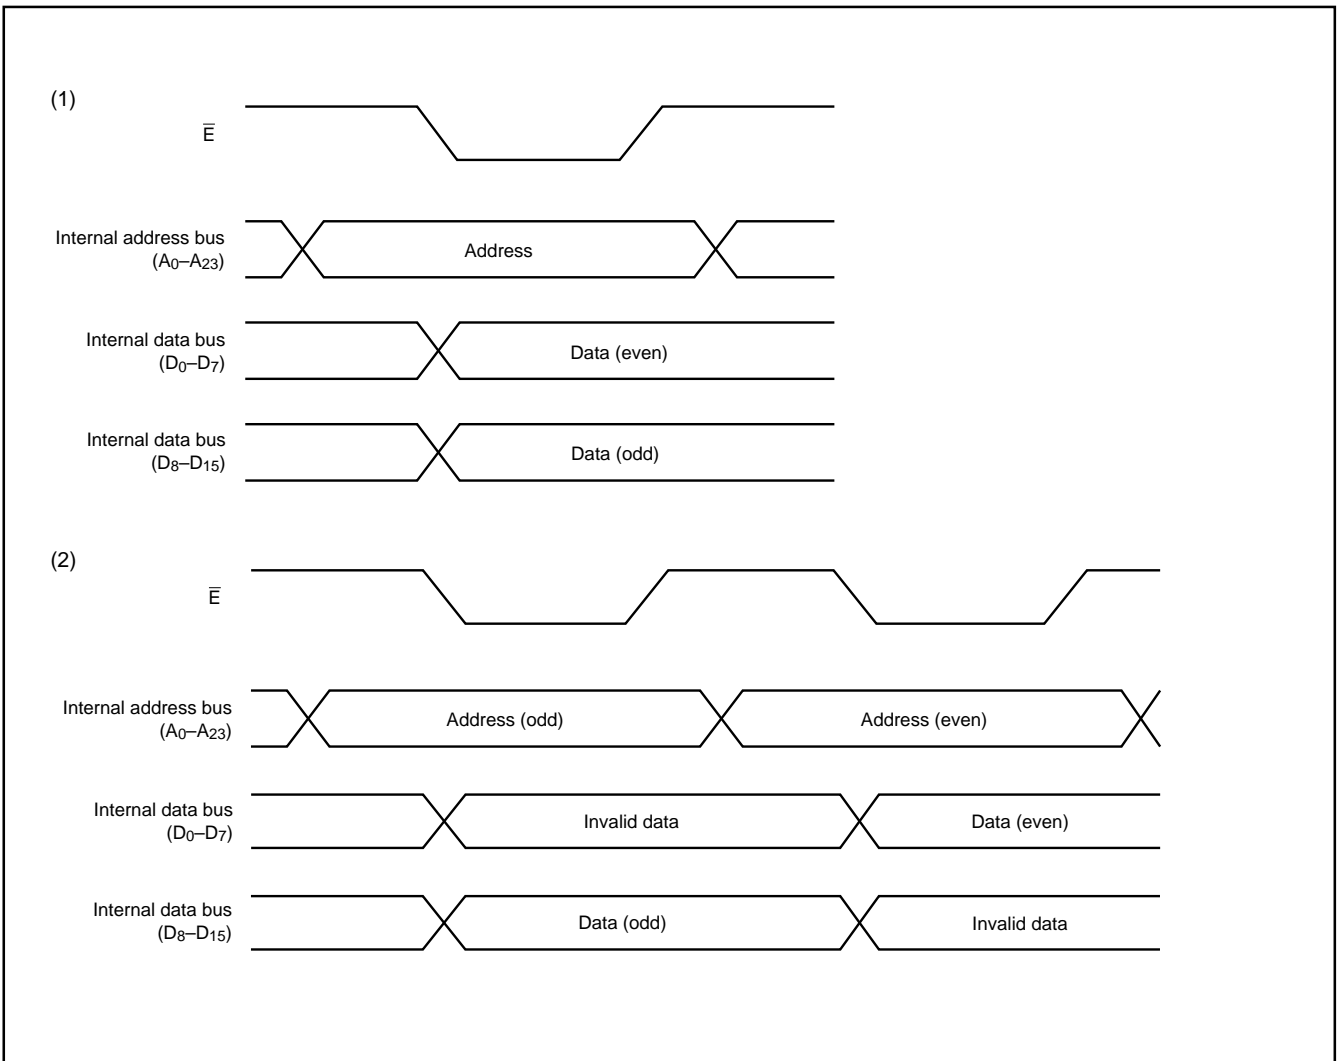 (1)
E̅
Internal address bus
(A0–A23)
Address
Internal data bus
(D0–D7)
Data (even)
Internal data bus
(D8–D15)
Data (odd)
(2)
E̅
Internal address bus
(A0–A23)
Address (odd)
Address (even)
Internal data bus
(D0–D7)
Invalid data
Data (even)
Internal data bus
(D8–D15)
Data (odd)
Invalid data